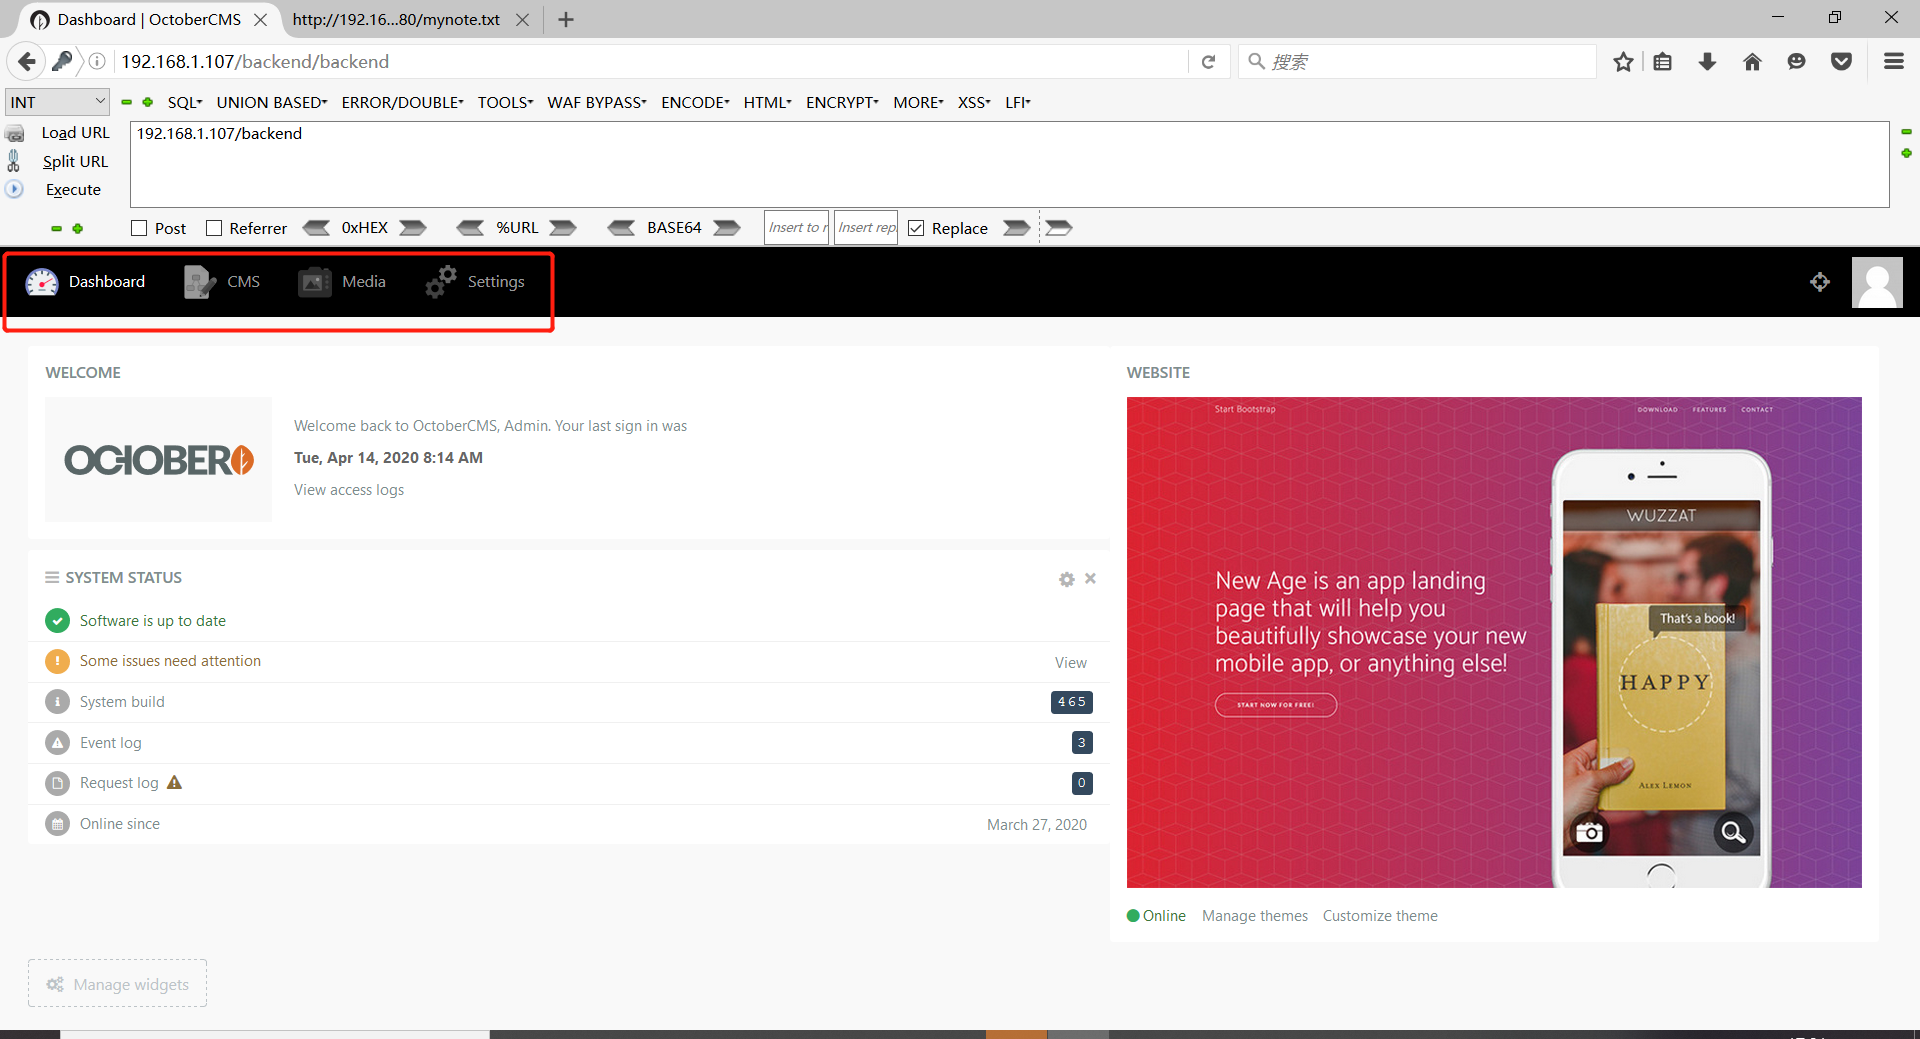 Dashboard | OctoberCMS
http://192.16...80/mynote.txt
192.168.1.107/backend/backend
搜索
INT
SQL
UNION BASED
ERROR/DOUBLE
TOOLS
WAF BYPASS
ENCODE
HTML
ENCRYPT
MORE
XSS
LFI
Load URL
192.168.1.107/backend
Split URL
Execute
Post
Referrer
0xHEX
%URL
BASE64
Insert to r
Insert rep
Replace
Dashboard
CMS
Media
Settings
WELCOME
OCTOBER
Welcome back to OctoberCMS, Admin. Your last sign in was
Tue, Apr 14, 2020 8:14 AM
View access logs
SYSTEM STATUS
Software is up to date
Some issues need attention
View
System build
465
Event log
3
Request log
0
Online since
March 27, 2020
WEBSITE
Start Bootstrap
DOWNLOAD
FEATURES
CONTACT
New Age is an app landing
page that will help you
beautifully showcase your new
mobile app, or anything else!
START NOW FOR FREE!
WUZZAT
That's a book!
HAPPY
ALEX LEMON
Online
Manage themes
Customize theme
Manage widgets